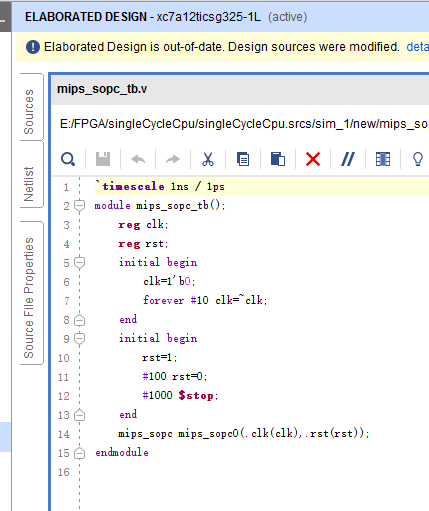 ELABORATED DESIGN - xc7a12ticsg325-1L (active)
Elaborated Design is out-of-date. Design sources were modified. deta
Sources
Netlist
Source File Properties
mips_sopc_tb.v
E:/FPGA/singleCycleCpu/singleCycleCpu.srcs/sim_1/new/mips_so
1 `timescale 1ns / 1ps
2 module mips_sopc_tb();
3 reg clk;
4 reg rst;
5 initial begin
6 clk=1'b0;
7 forever #10 clk=~clk;
8 end
9 initial begin
10 rst=1;
11 #100 rst=0;
12 #1000 $stop;
13 end
14 mips_sopc mips_sopc0(.clk(clk),.rst(rst));
15 endmodule
16